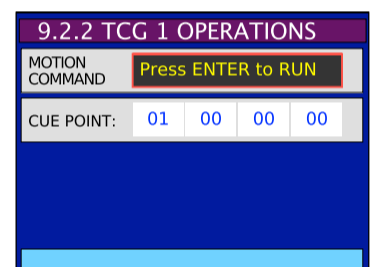 9.2.2 TCG 1 OPERATIONS
MOTION COMMAND Press ENTER to RUN
CUE POINT: 01 00 00 00